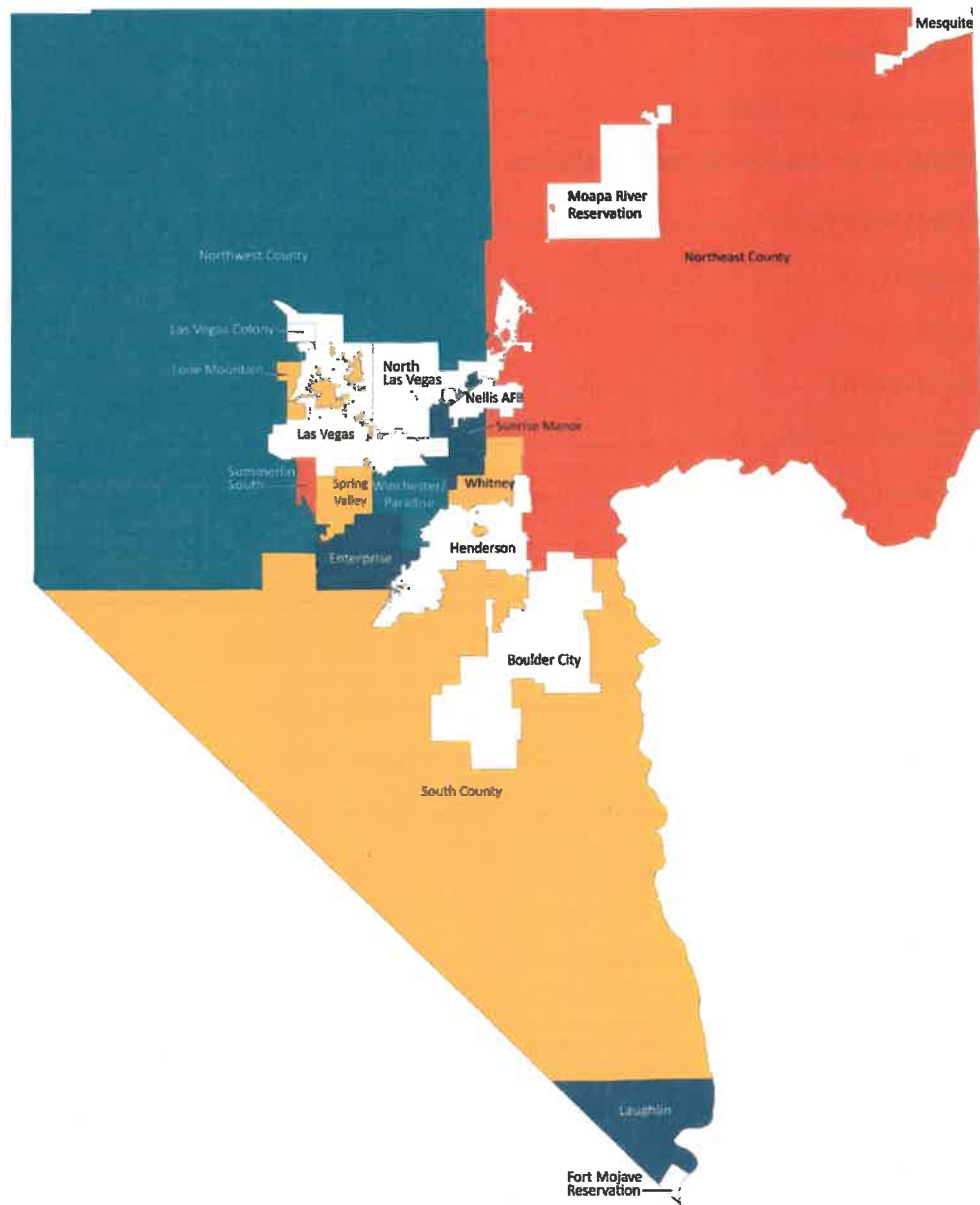 Mesquite
Moapa River
Reservation
Northwest County
Northeast County
Las Vegas Colony
Lone Mountain
North
Las Vegas
Nellis AFB
Sunrise Manor
Las Vegas
Summerlin
South
Spring
Valley
Winchester/
Paradise
Whitney
Henderson
Enterprise
Boulder City
South County
Laughlin
Fort Mojave
Reservation